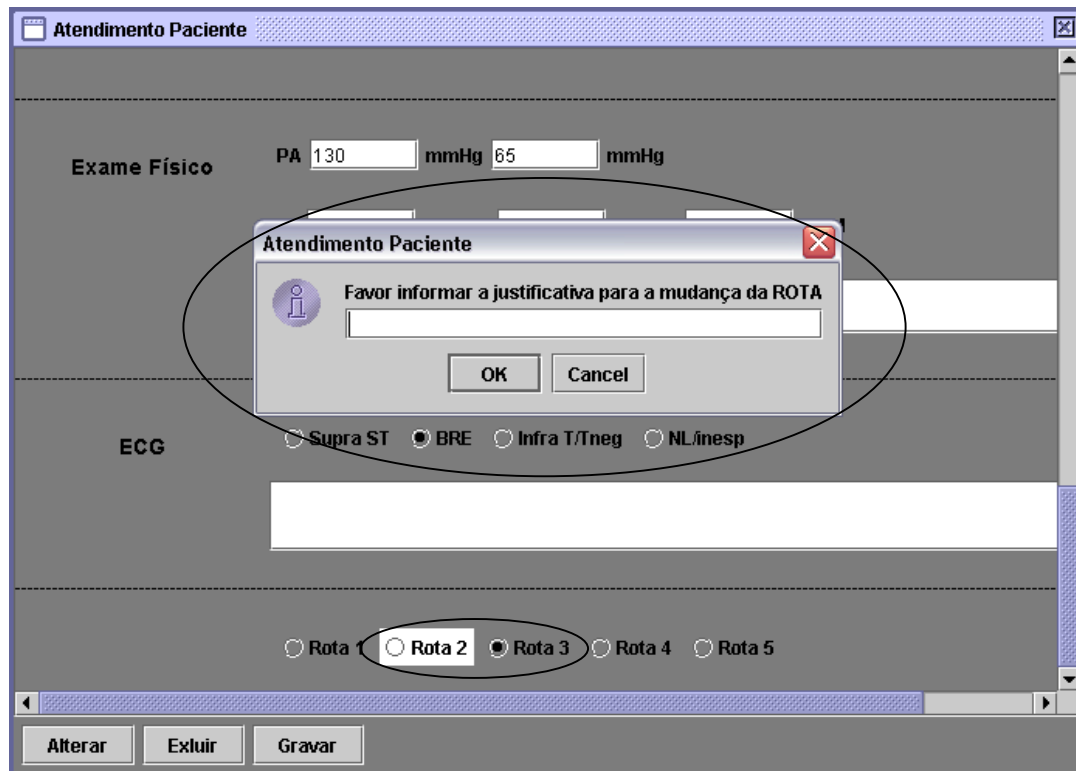 Atendimento Paciente
Exame Físico
PA 130 mmHg 65 mmHg
Atendimento Paciente
Favor informar a justificativa para a mudança da ROTA
OK Cancel
ECG
Supra ST BRE Infra T/Tneg NL/inesp
Rota 1 Rota 2 Rota 3 Rota 4 Rota 5
Alterar Exluir Gravar